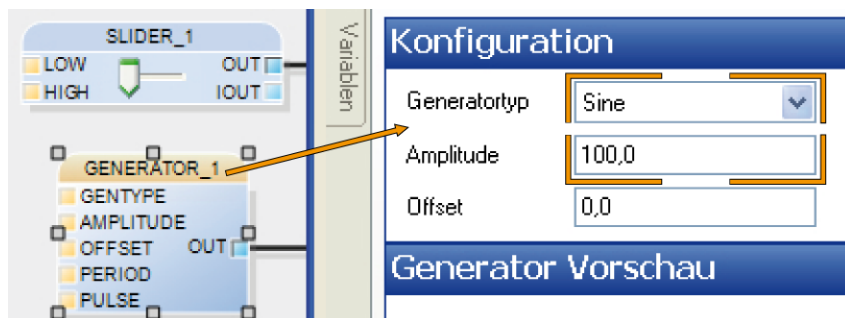 SLIDER_1
LOW OUT
HIGH IOUT
GENERATOR_1
GENTYPE
AMPLITUDE
OFFSET OUT
PERIOD
PULSE
Variablen
Konfiguration
Generatortyp Sine
Amplitude 100,0
Offset 0,0
Generator Vorschau